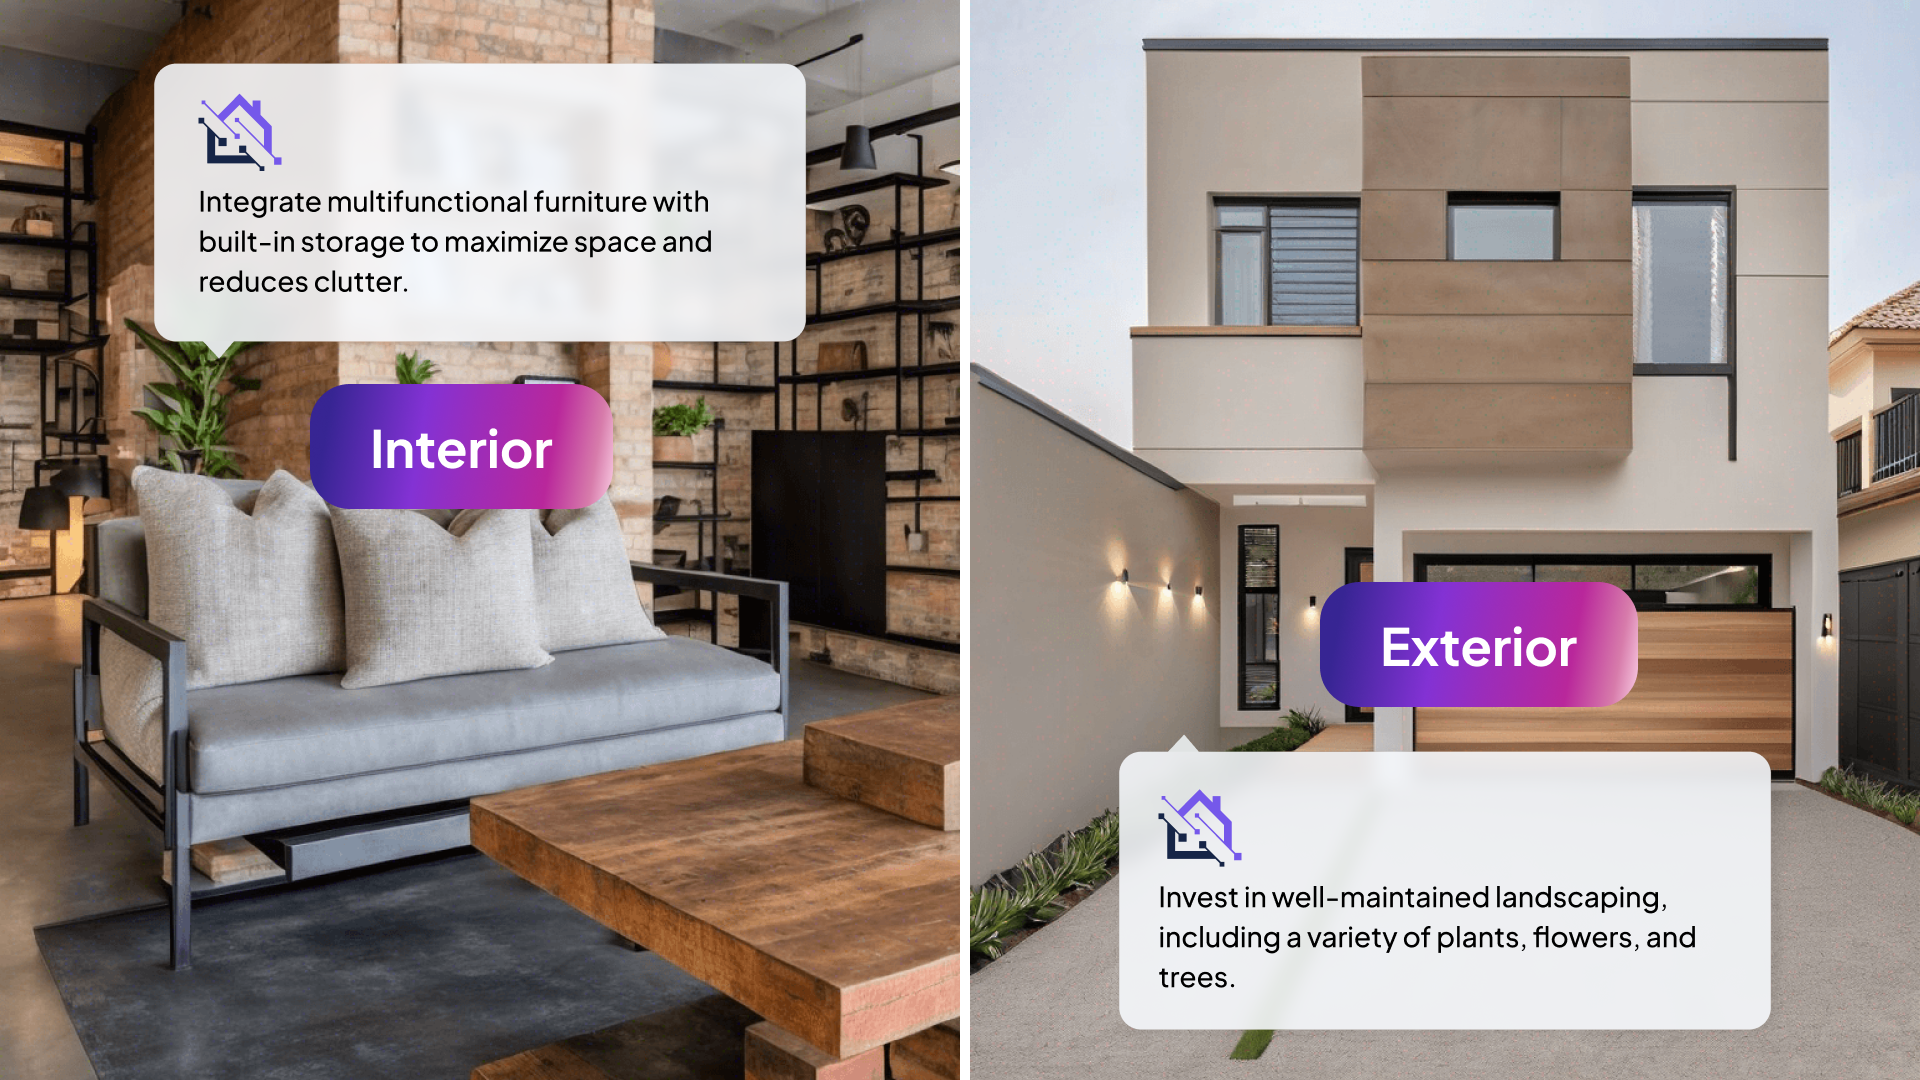 Integrate multifunctional furniture with
built-in storage to maximize space and
reduces clutter.
Interior
Exterior
Invest in well-maintained landscaping,
including a variety of plants, flowers, and
trees.